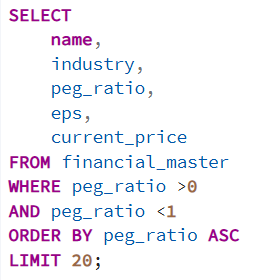 SELECT
    name,
    industry,
    peg_ratio,
    eps,
    current_price
FROM financial_master
WHERE peg_ratio >0
AND peg_ratio <1
ORDER BY peg_ratio ASC
LIMIT 20;